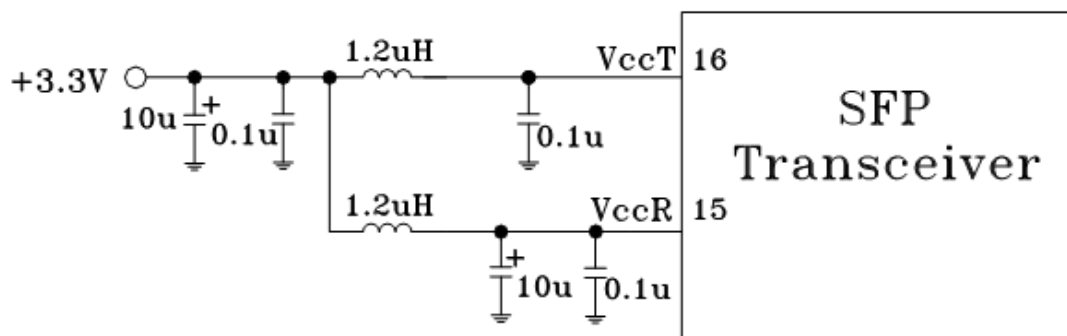 1.2uH
VccT
16
+3.3V
10u
+
0.1u
0.1u
SFP
Transceiver
1.2uH
VccR
15
+
10u
0.1u